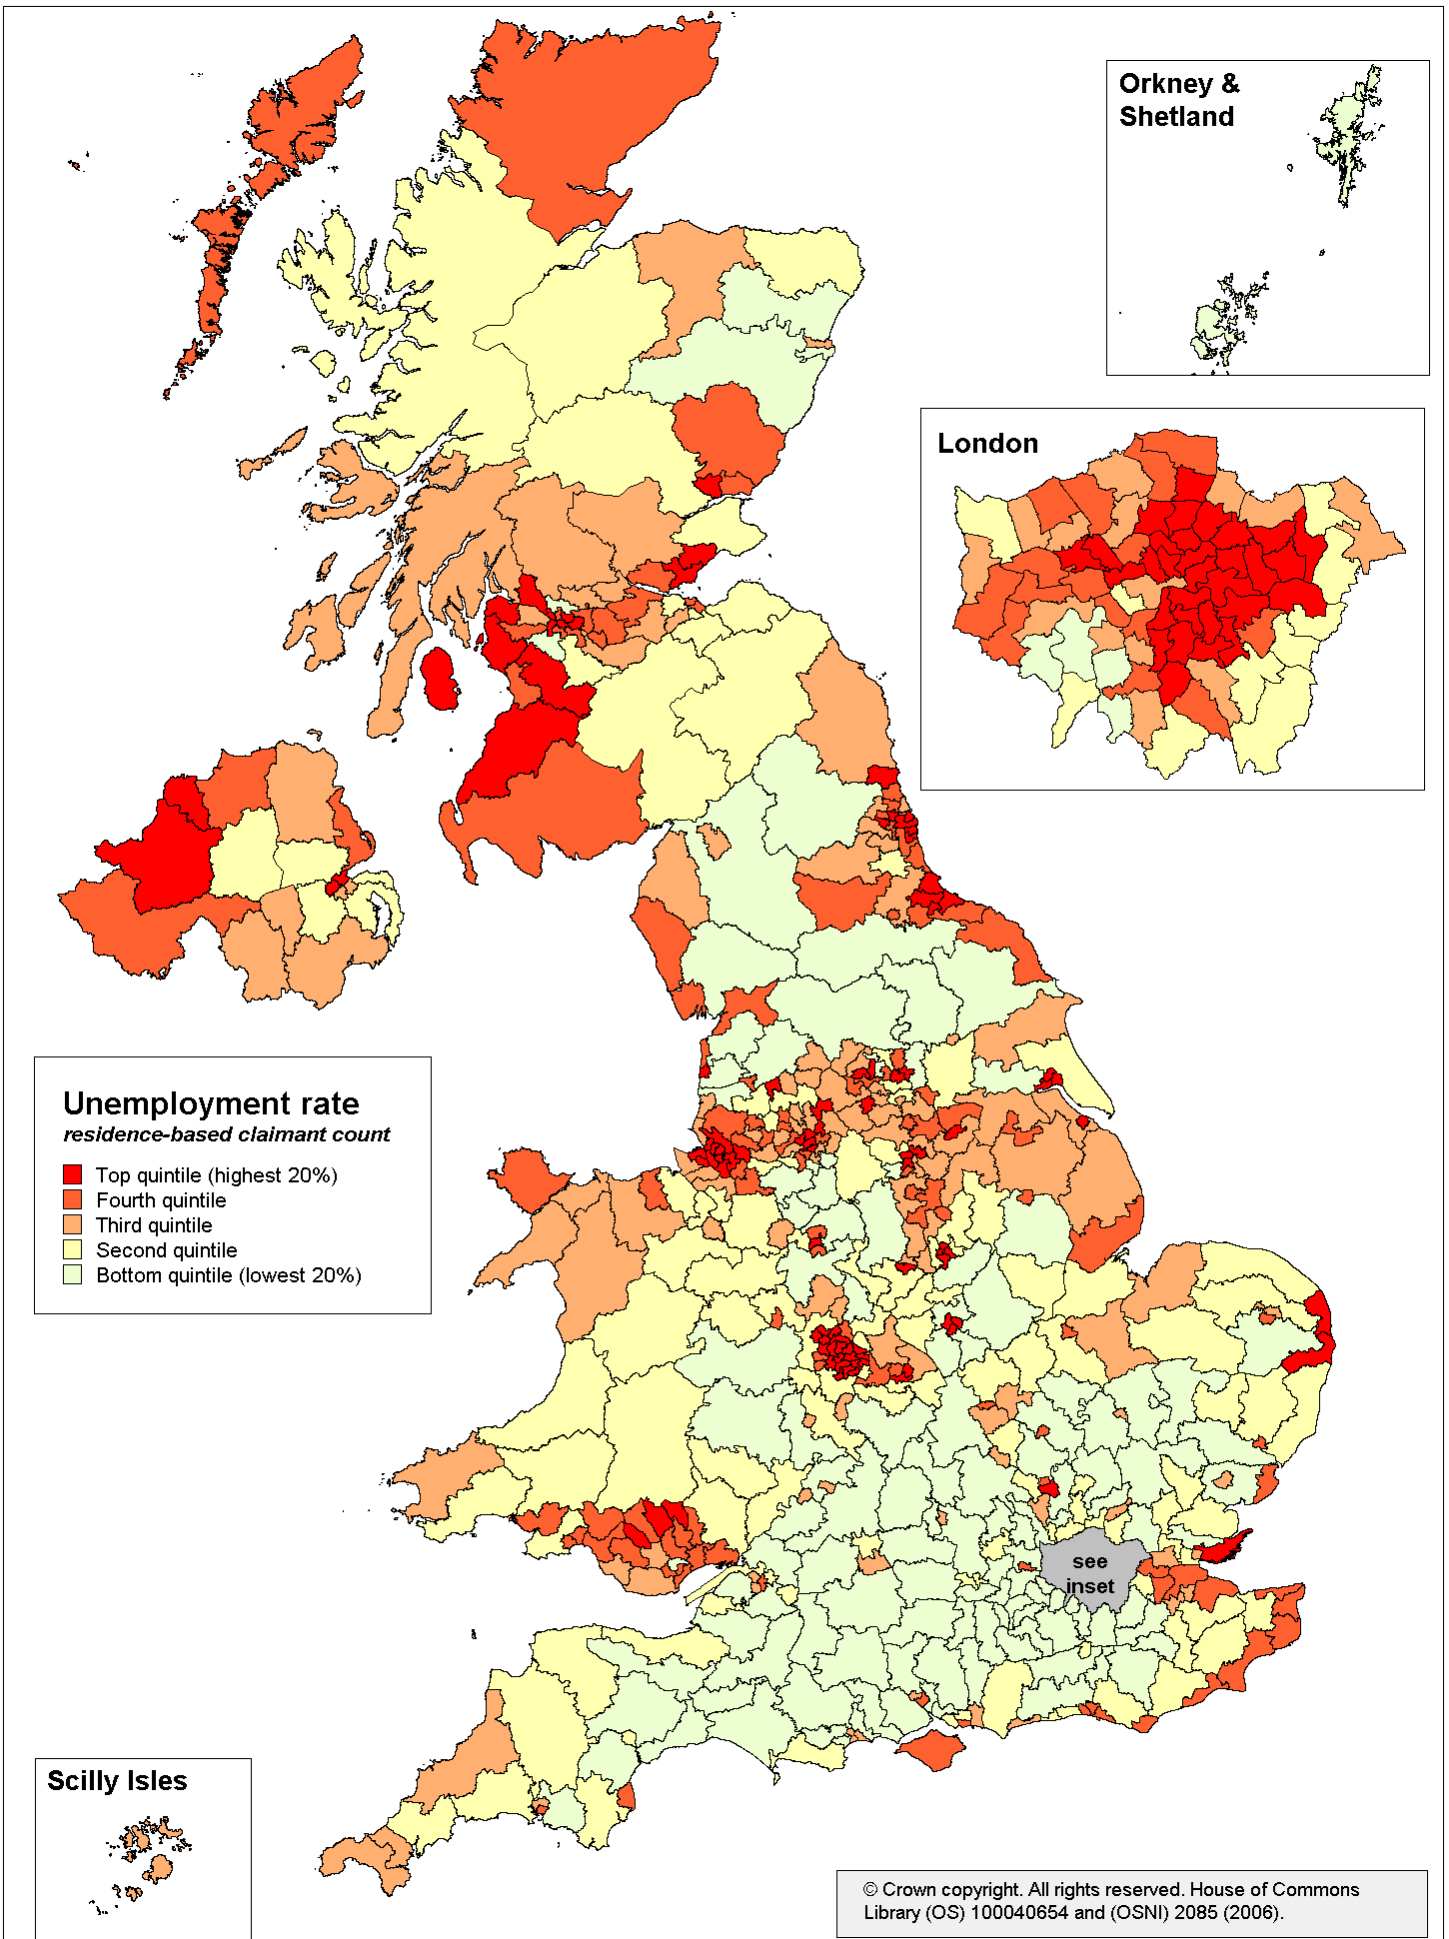 Orkney &
Shetland
London
Unemployment rate
residence-based claimant count
Top quintile (highest 20%)
Fourth quintile
Third quintile
Second quintile
Bottom quintile (lowest 20%)
see
inset
Scilly Isles
© Crown copyright. All rights reserved. House of Commons
Library (OS) 100040654 and (OSNI) 2085 (2006).